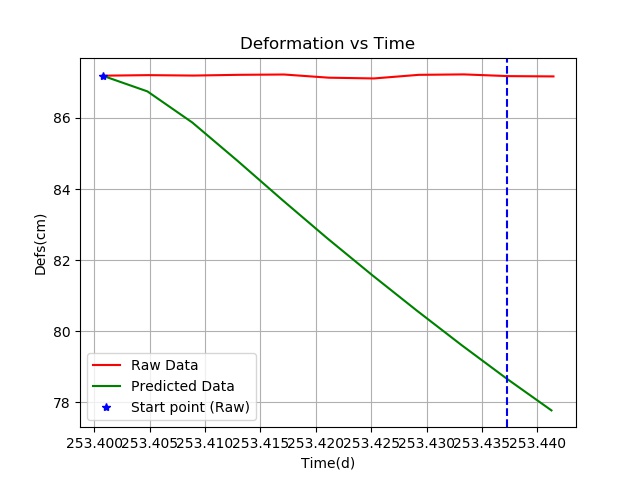 Deformation vs Time
Defs(cm)
86
84
82
80
78
Raw Data
Predicted Data
Start point (Raw)
253.400 253.405 253.410 253.415 253.420 253.425 253.430 253.435 253.440
Time(d)